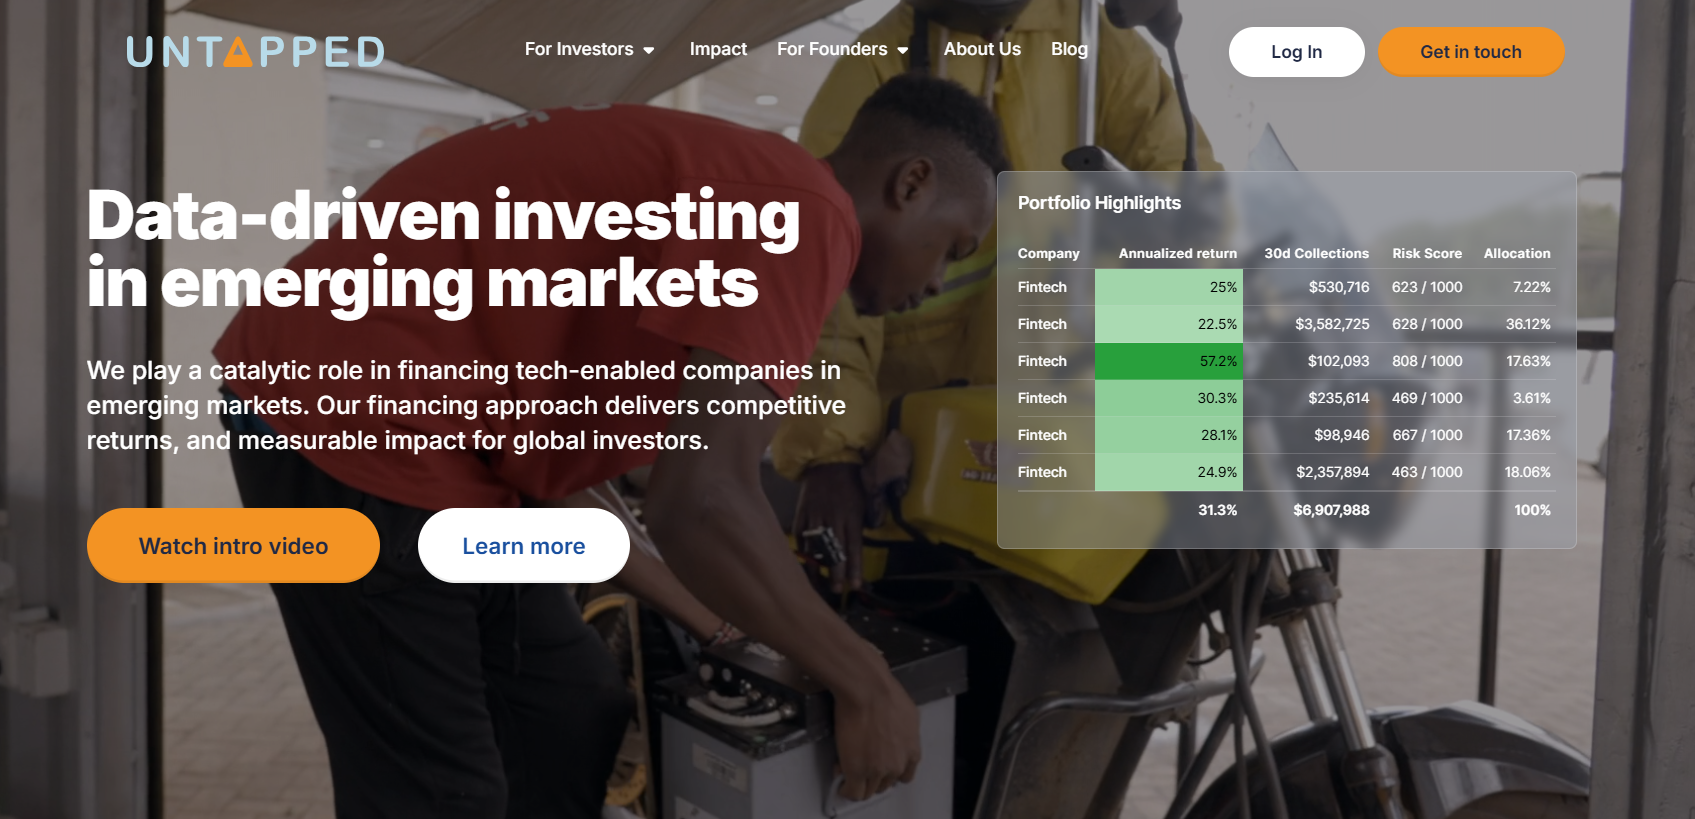 UNTAPPED
For Investors
Impact
For Founders
About Us
Blog
Log In
Get in touch
Data-driven investing
in emerging markets
We play a catalytic role in financing tech-enabled companies in
emerging markets. Our financing approach delivers competitive
returns, and measurable impact for global investors.
Watch intro video
Learn more
Portfolio Highlights
Company Annualized return 30d Collections Risk Score Allocation
Fintech 25% $530,716 623 / 1000 7.22%
Fintech 22.5% $3,582,725 628 / 1000 36.12%
Fintech 57.2% $102,093 808 / 1000 17.63%
Fintech 30.3% $235,614 469 / 1000 3.61%
Fintech 28.1% $98,946 667 / 1000 17.36%
Fintech 24.9% $2,357,894 463 / 1000 18.06%
31.3% $6,907,988 100%